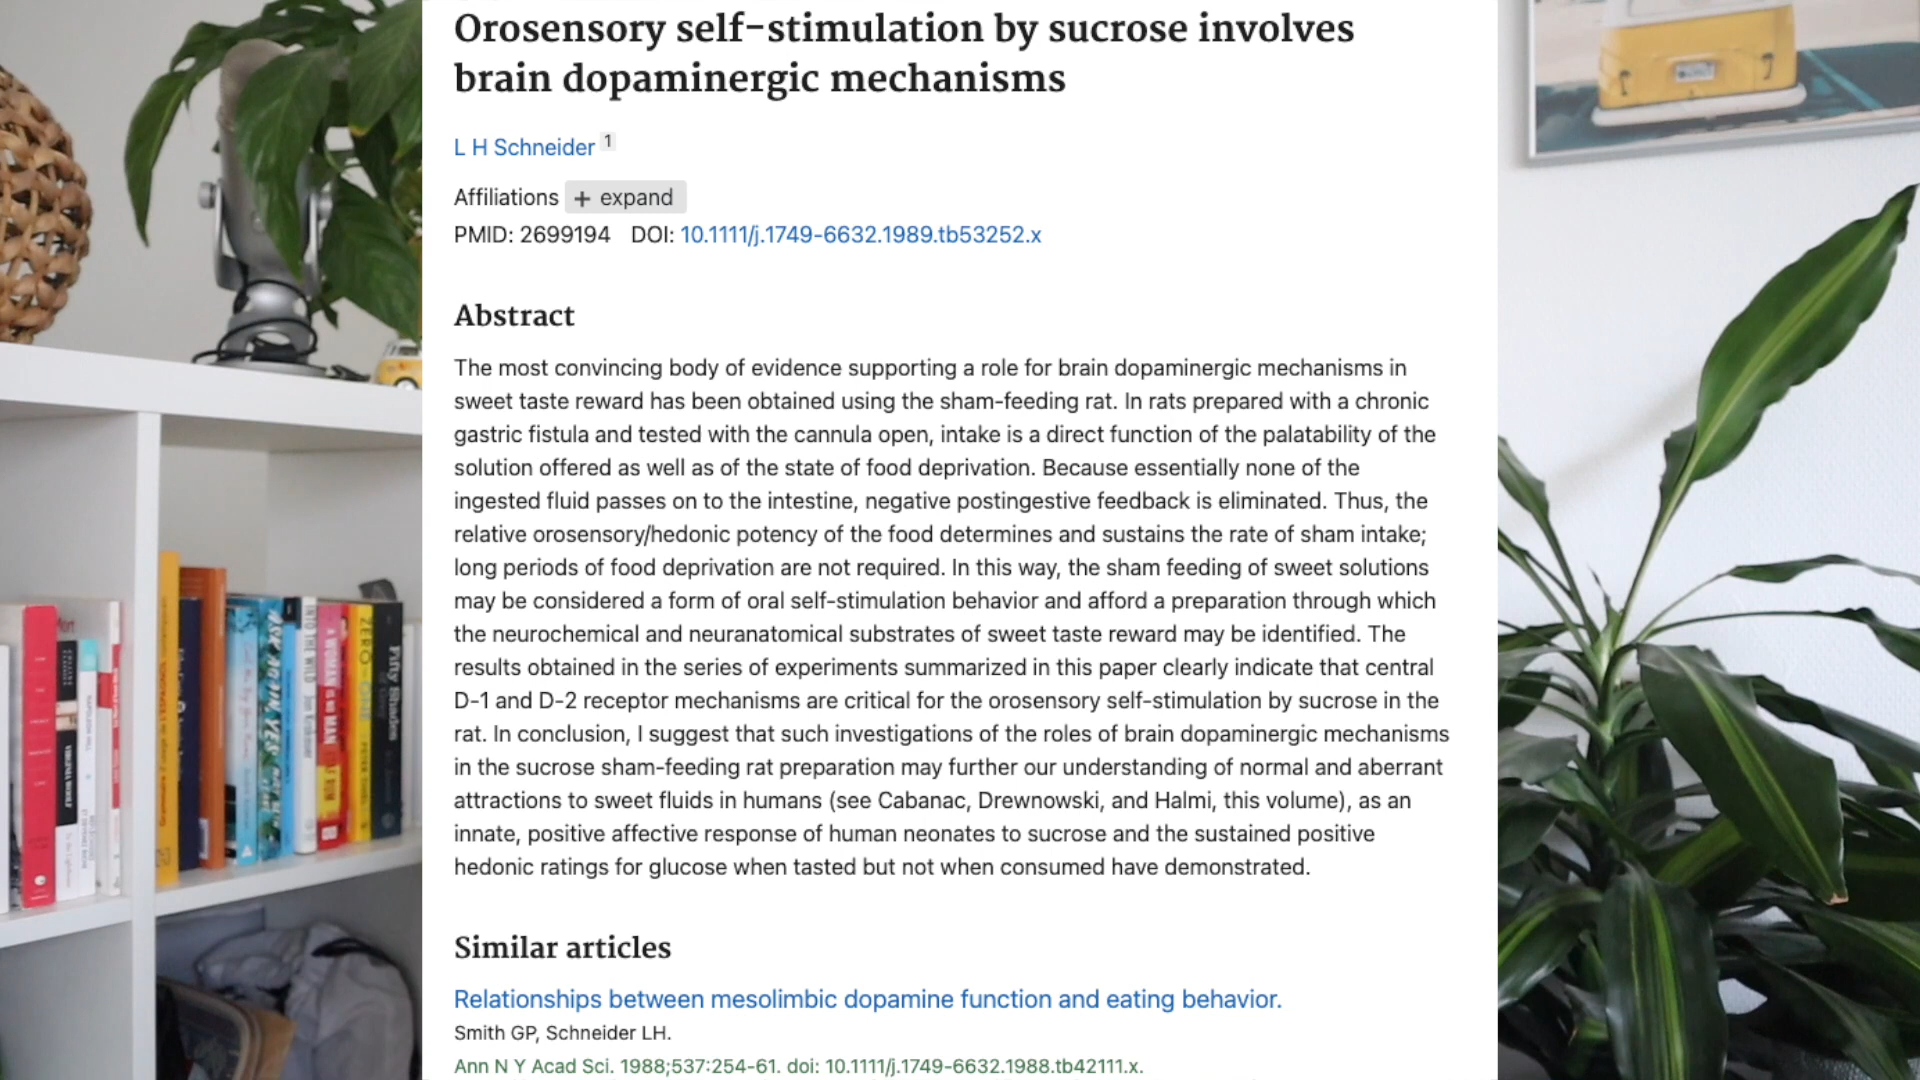 Orosensory self-stimulation by sucrose involves
brain dopaminergic mechanisms
L H Schneider 1
Affiliations + expand
PMID: 2699194 DOI: 10.1111/j.1749-6632.1989.tb53252.x
Abstract
The most convincing body of evidence supporting a role for brain dopaminergic mechanisms in
sweet taste reward has been obtained using the sham-feeding rat. In rats prepared with a chronic
gastric fistula and tested with the cannula open, intake is a direct function of the palatability of the
solution offered as well as of the state of food deprivation. Because essentially none of the
ingested fluid passes on to the intestine, negative postingestive feedback is eliminated. Thus, the
relative orosensory/hedonic potency of the food determines and sustains the rate of sham intake;
long periods of food deprivation are not required. In this way, the sham feeding of sweet solutions
may be considered a form of oral self-stimulation behavior and afford a preparation through which
the neurochemical and neuranatomical substrates of sweet taste reward may be identified. The
results obtained in the series of experiments summarized in this paper clearly indicate that central
D-1 and D-2 receptor mechanisms are critical for the orosensory self-stimulation by sucrose in the
rat. In conclusion, I suggest that such investigations of the roles of brain dopaminergic mechanisms
in the sucrose sham-feeding rat preparation may further our understanding of normal and aberrant
attractions to sweet fluids in humans (see Cabanac, Drewnowski, and Halmi, this volume), as an
innate, positive affective response of human neonates to sucrose and the sustained positive
hedonic ratings for glucose when tasted but not when consumed have demonstrated.
Similar articles
Relationships between mesolimbic dopamine function and eating behavior.
Smith GP, Schneider LH.
Ann N Y Acad Sci. 1988;537:254-61. doi: 10.1111/j.1749-6632.1988.tb42111.x.
INTO THE WILD
A WOMAN IS NO MAN
ZERO
Fifty Shades